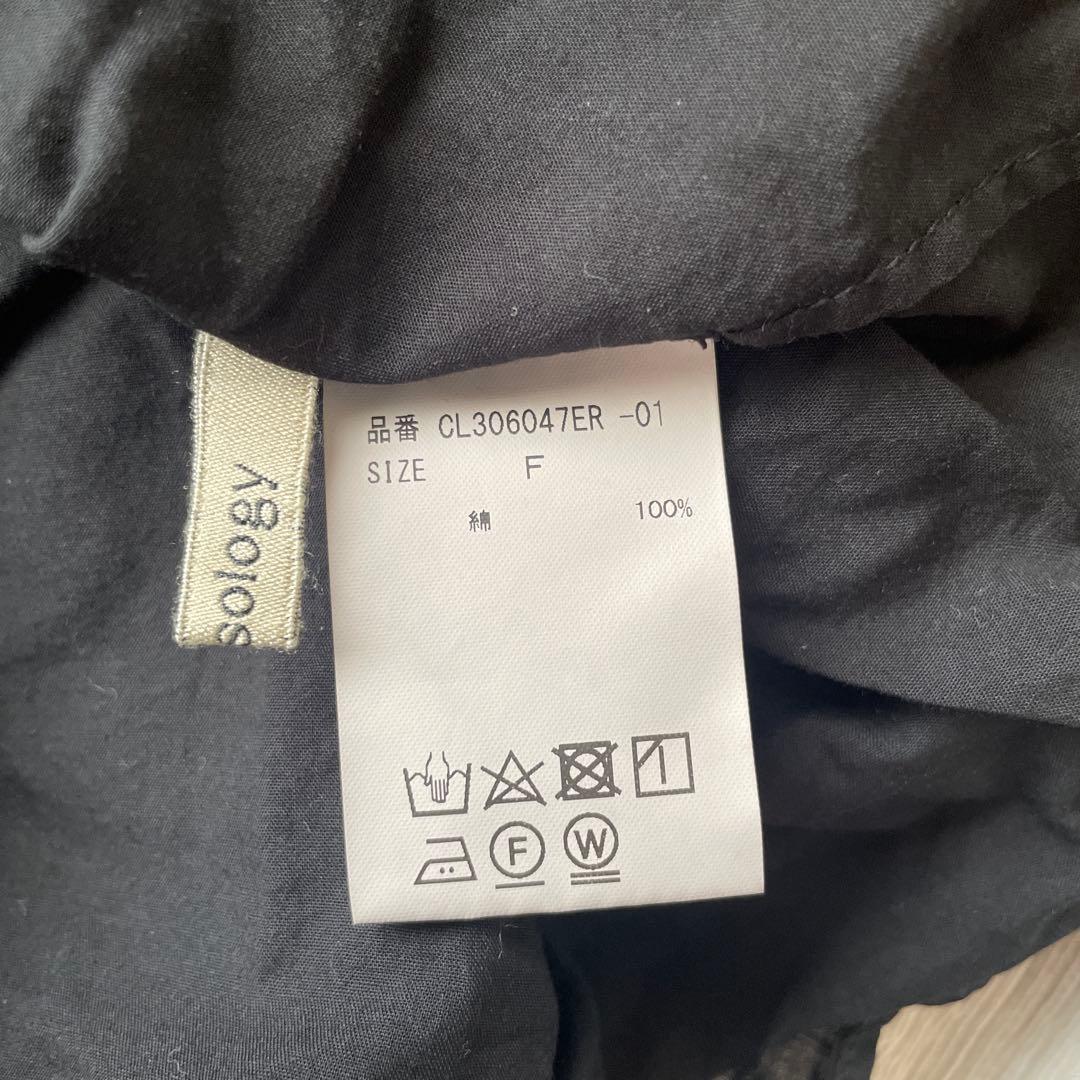 品番 CL306047ER -01
SIZE F
綿 100%
F W
sology